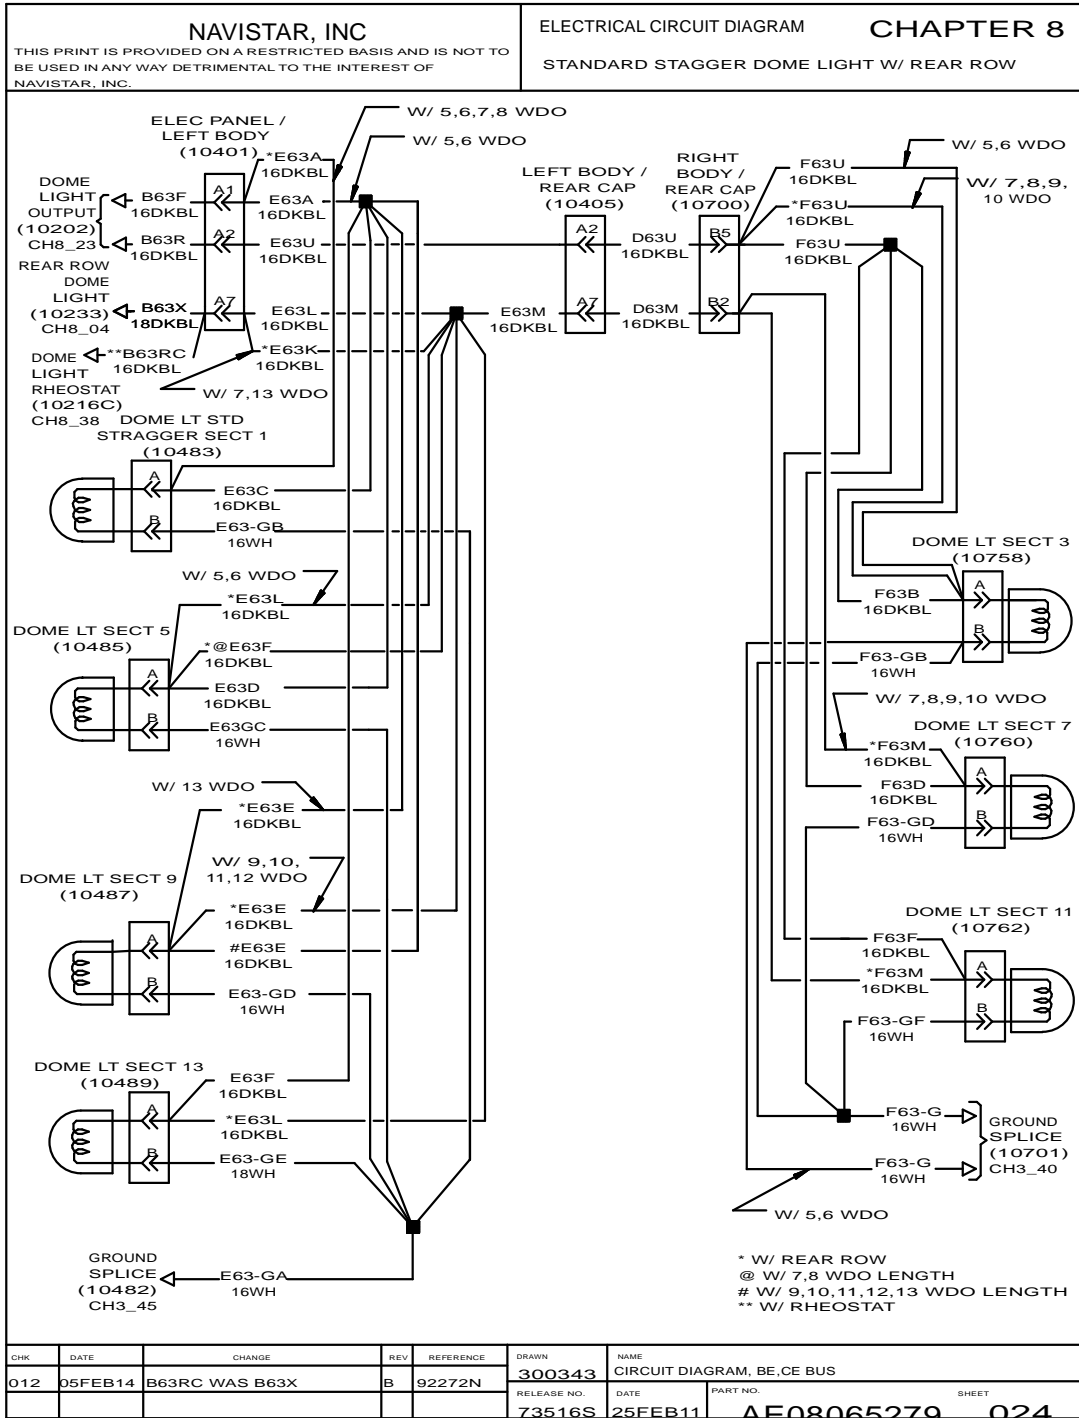 NAVISTAR, INC
THIS PRINT IS PROVIDED ON A RESTRICTED BASIS AND IS NOT TO
BE USED IN ANY WAY DETRIMENTAL TO THE INTEREST OF
NAVISTAR, INC.
ELECTRICAL CIRCUIT DIAGRAM
CHAPTER 8
STANDARD STAGGER DOME LIGHT W/ REAR ROW
ELEC PANEL /
LEFT BODY
(10401)
W/ 5,6,7,8 WDO
W/ 5,6 WDO
*E63A
16DKBL
DOME
LIGHT
OUTPUT
(10202)
CH8_23
B63F
16DKBL
A1
E63A
16DKBL
B63R
16DKBL
A2
E63U
16DKBL
REAR ROW
DOME
LIGHT
(10233)
CH8_04
B63X
18DKBL
A7
E63L
16DKBL
DOME
LIGHT
RHEOSTAT
(10216C)
CH8_38
**B63RC
16DKBL
*E63K
16DKBL
W/ 7,13 WDO
LEFT BODY /
REAR CAP
(10405)
RIGHT
BODY /
REAR CAP
(10700)
A2
D63U
16DKBL
B5
E63M
16DKBL
A7
D63M
16DKBL
B2
F63U
16DKBL
W/ 5,6 WDO
*F63U
16DKBL
W/ 7,8,9,
10 WDO
F63U
16DKBL
DOME LT STD
STRAGGER SECT 1
(10483)
A
E63C
16DKBL
B
E63-GB
16WH
W/ 5,6 WDO
*E63L
16DKBL
DOME LT SECT 5
(10485)
*@E63F
16DKBL
A
E63D
16DKBL
B
E63GC
16WH
W/ 13 WDO
*E63E
16DKBL
W/ 9,10,
11,12 WDO
DOME LT SECT 9
(10487)
*E63E
16DKBL
A
#E63E
16DKBL
B
E63-GD
16WH
DOME LT SECT 13
(10489)
E63F
16DKBL
A
*E63L
16DKBL
B
E63-GE
18WH
GROUND
SPLICE
(10482)
CH3_45
E63-GA
16WH
DOME LT SECT 3
(10758)
F63B
16DKBL
A
B
F63-GB
16WH
W/ 7,8,9,10 WDO
DOME LT SECT 7
(10760)
*F63M
16DKBL
A
F63D
16DKBL
B
F63-GD
16WH
DOME LT SECT 11
(10762)
F63F
16DKBL
A
*F63M
16DKBL
B
F63-GF
16WH
F63-G
16WH
GROUND
SPLICE
(10701)
CH3_40
F63-G
16WH
W/ 5,6 WDO
* W/ REAR ROW
@ W/ 7,8 WDO LENGTH
# W/ 9,10,11,12,13 WDO LENGTH
** W/ RHEOSTAT
CHK DATE CHANGE REV REFERENCE
012 05FEB14 B63RC WAS B63X B 92272N
DRAWN
300343
NAME
CIRCUIT DIAGRAM, BE,CE BUS
RELEASE NO.
73516S
DATE
25FEB11
PART NO.
AE08065279
SHEET
024